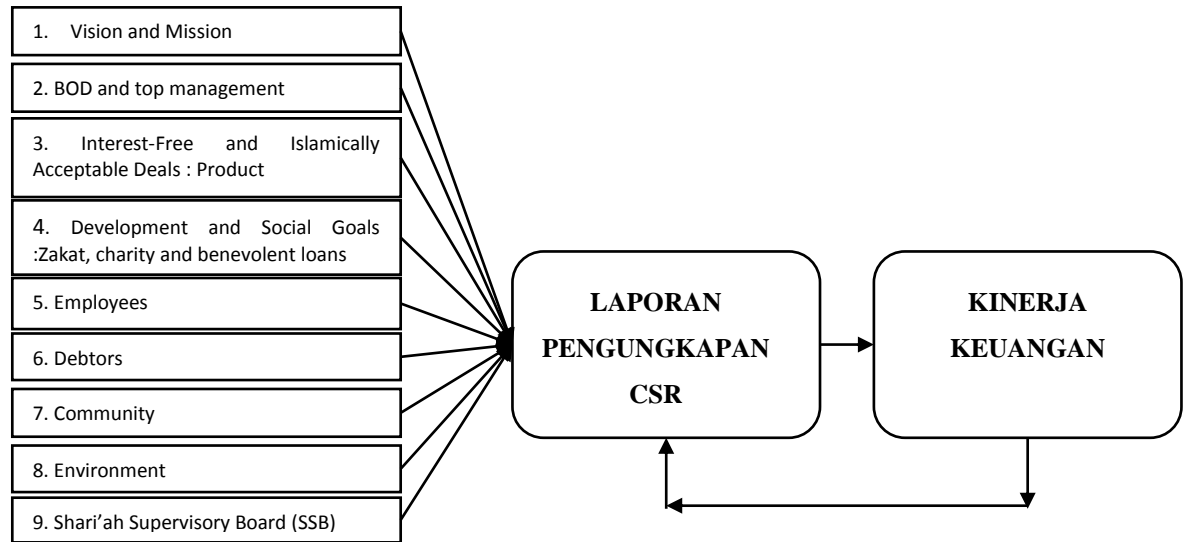 1. Vision and Mission
2. BOD and top management
3. Interest-Free and Islamically
Acceptable Deals : Product
4. Development and Social Goals
:Zakat, charity and benevolent loans
5. Employees
6. Debtors
7. Community
8. Environment
9. Shari’ah Supervisory Board (SSB)
LAPORAN
PENGUNGKAPAN
CSR
KINERJA
KEUANGAN